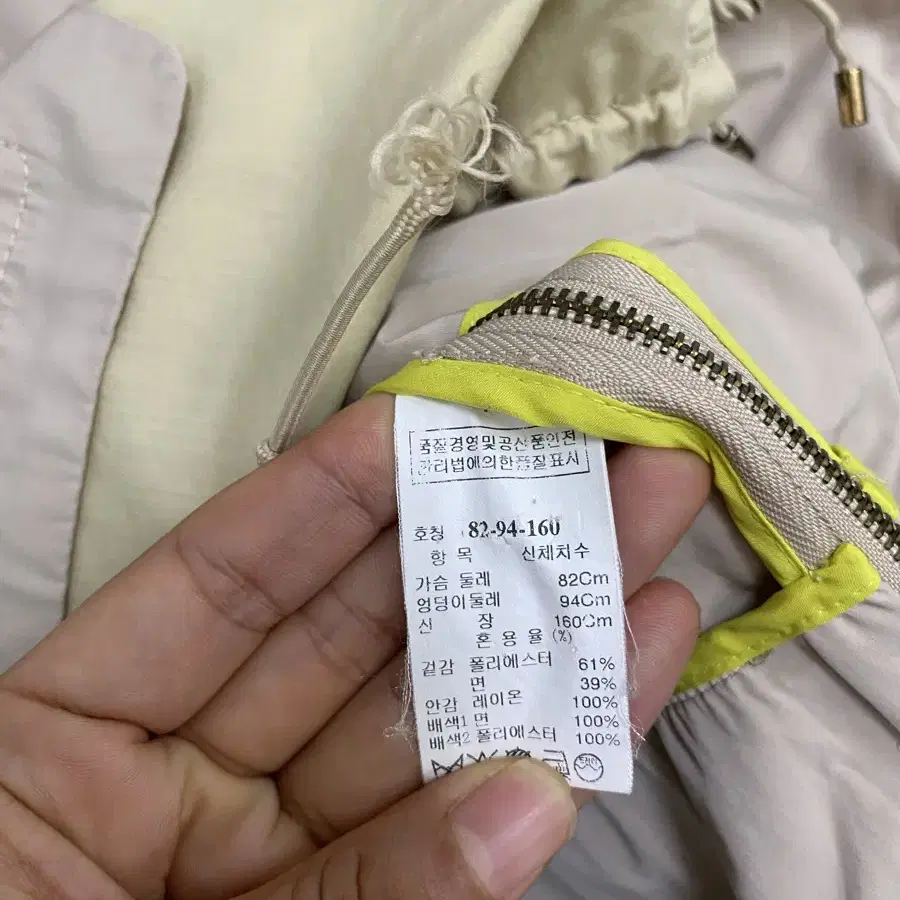 품질경영및공산품안전
관리법에의한품질표시
호칭 82-94-160
항 목 신체치수
가슴 둘레 82Cm
엉덩이둘레 94Cm
신 장 160Cm
혼 용 율 (%)
겉감 폴리에스터 61%
면 39%
안감 레이온 100%
배색1 면 100%
배색2 폴리에스터 100%